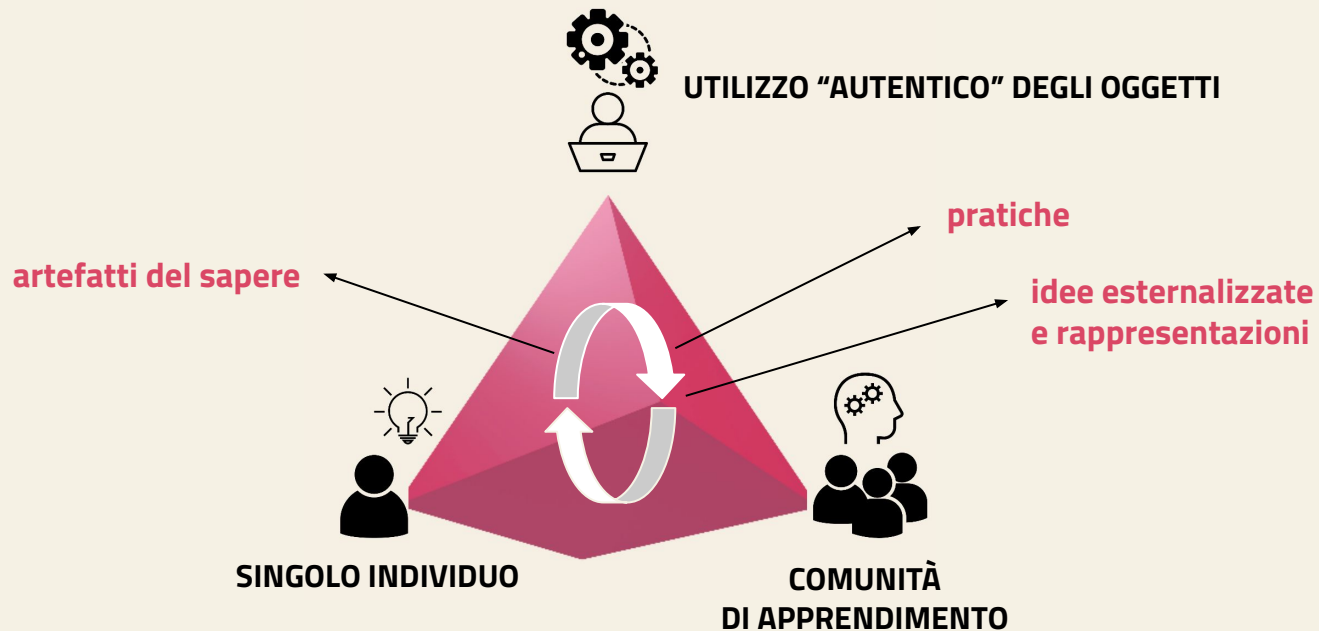 UTILIZZO “AUTENTICO” DEGLI OGGETTI
pratiche
artefatti del sapere
idee esternalizzate
e rappresentazioni
SINGOLO INDIVIDUO
COMUNITÀ
DI APPRENDIMENTO